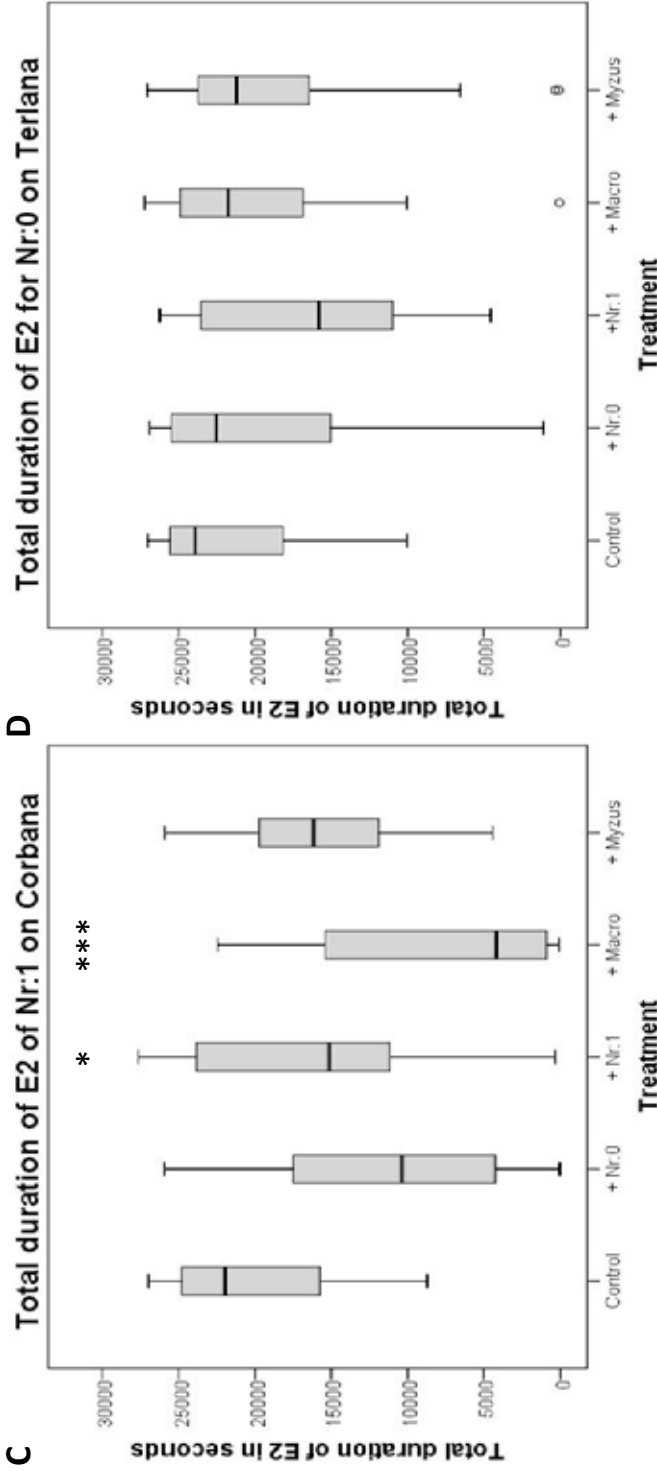 C
Total duration of E2 of Nr:1 on Corbana
Total duration of E2 in seconds
30000
25000
20000
15000
10000
5000
0
*
***
Control
+ Nr.0
+ Nr.1
+ Macro
+ Myzus
Treatment
D
Total duration of E2 for Nr:0 on Terlana
Total duration of E2 in seconds
30000
25000
20000
15000
10000
5000
0
Control
+ Nr.0
+Nr.1
+ Macro
+ Myzus
Treatment